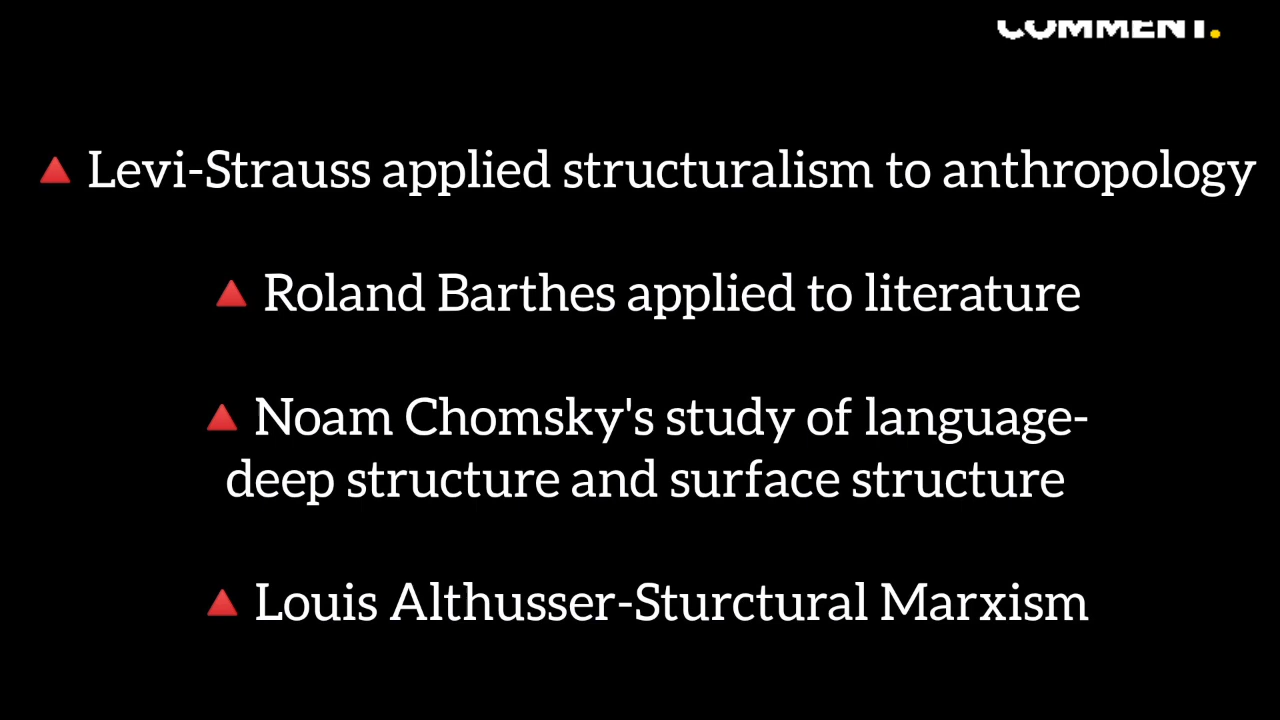 COMMENT.
🔺Levi-Strauss applied structuralism to anthropology
🔺Roland Barthes applied to literature
🔺Noam Chomsky's study of language-
deep structure and surface structure
🔺Louis Althusser-Sturctural Marxism